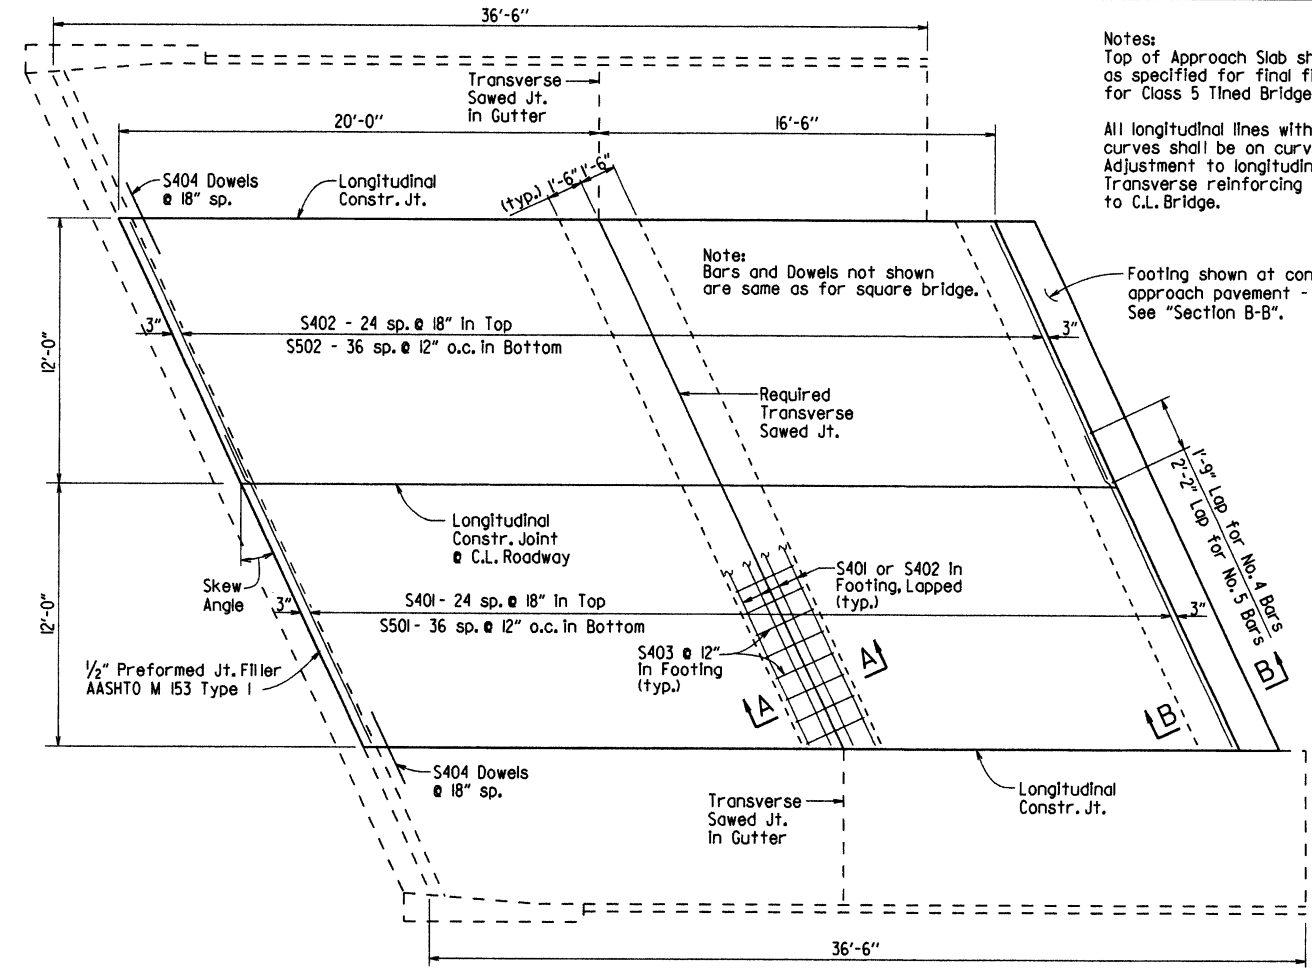 36'-6"
Notes:
Top of Approach Slab sh
as specified for final fi
for Class 5 Tined Bridge
Transverse
Sawed Jt.
in Gutter
20'-0"
16'-6"
All longitudinal lines with
curves shall be on curv
Adjustment to longitudin
Transverse reinforcing
to C.L. Bridge.
S404 Dowels
@ 18" sp.
Longitudinal
Constr. Jt.
(typ.) 1'-6" 1'-6"
Note:
Bars and Dowels not shown
are same as for square bridge.
Footing shown at con
approach pavement -
See "Section B-B".
12'-0"
3"
S402 - 24 sp. @ 18" in Top
S502 - 36 sp. @ 12" o.c. in Bottom
3"
Required
Transverse
Sawed Jt.
1'-9" Lap for No. 4 Bars
2'-2" Lap for No. 5 Bars
Longitudinal
Constr. Joint
@ C.L. Roadway
Skew
Angle
S401 or S402 in
Footing, Lapped
(typ.)
12'-0"
3"
S401 - 24 sp. @ 18" in Top
S501 - 36 sp. @ 12" o.c. in Bottom
3"
S403 @ 12"
in Footing
(typ.)
A
A
B
B
1/2" Preformed Jt. Filler
AASHTO M 153 Type I
S404 Dowels
@ 18" sp.
Transverse
Sawed Jt.
in Gutter
Longitudinal
Constr. Jt.
36'-6"